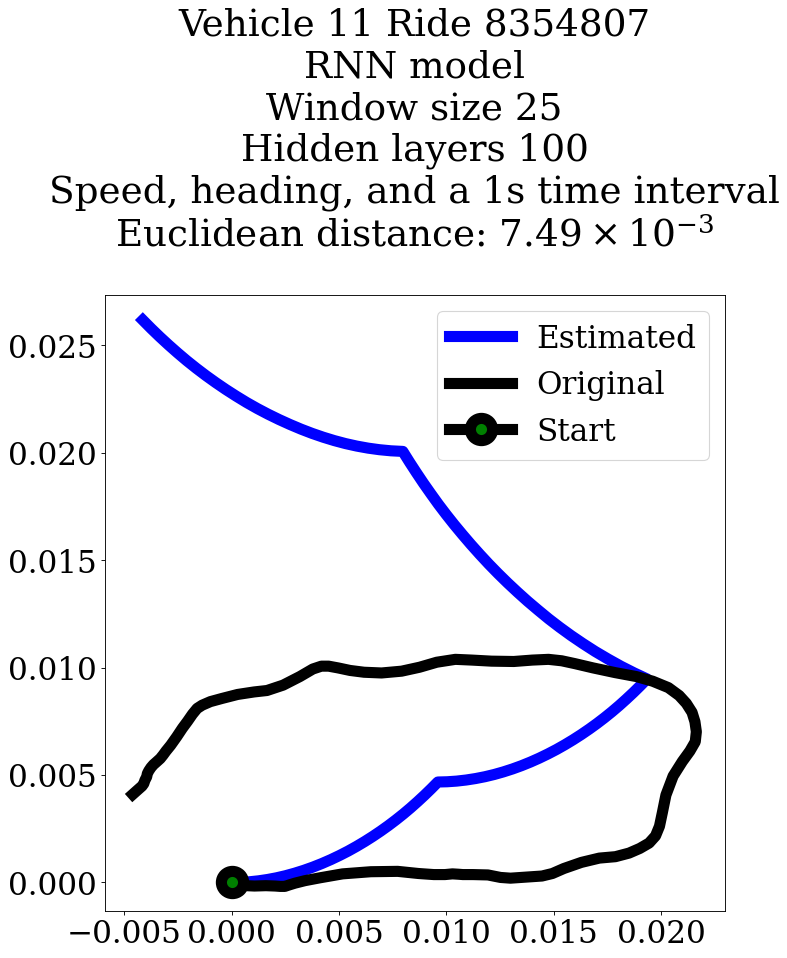 Vehicle 11 Ride 8354807
RNN model
Window size 25
Hidden layers 100
Speed, heading, and a 1s time interval
Euclidean distance: 7.49 × 10⁻³
Estimated
Original
Start
0.025
0.020
0.015
0.010
0.005
0.000
−0.005 0.000 0.005 0.010 0.015 0.020